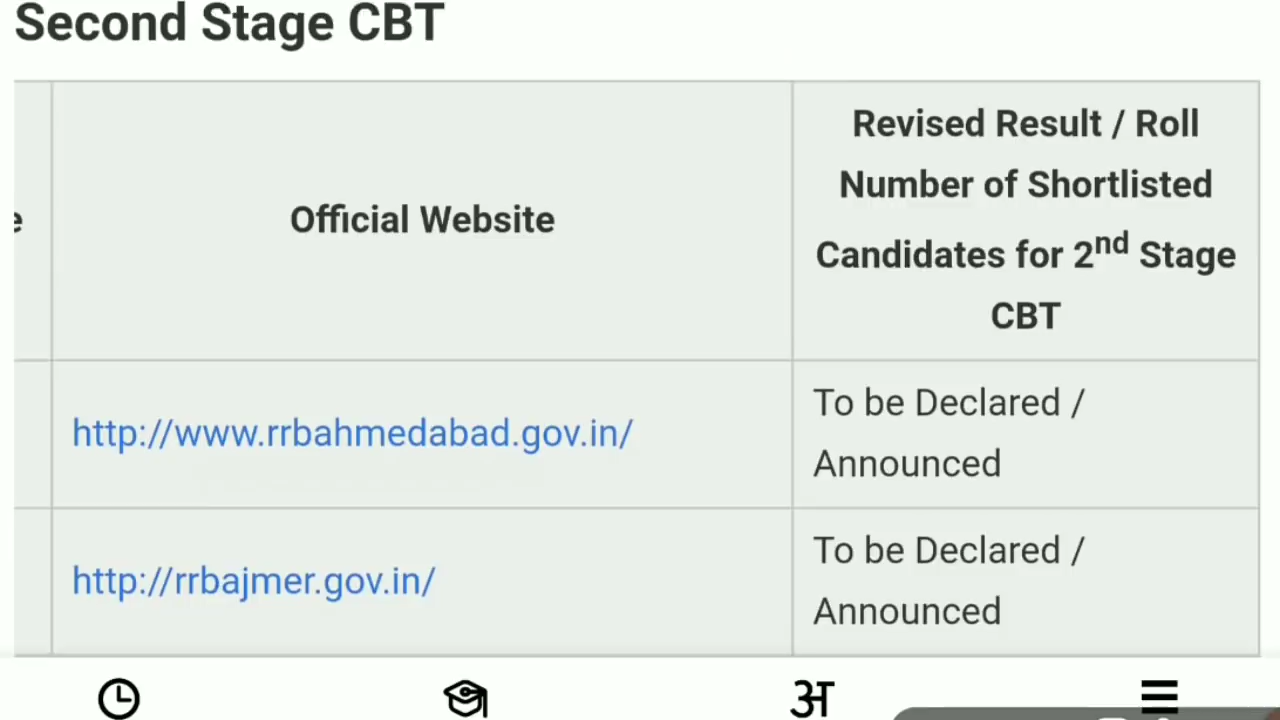 Second Stage CBT
e
Official Website
Revised Result / Roll
Number of Shortlisted
Candidates for 2nd Stage
CBT
http://www.rrbahmedabad.gov.in/
To be Declared /
Announced
http://rrbajmer.gov.in/
To be Declared /
Announced
अ